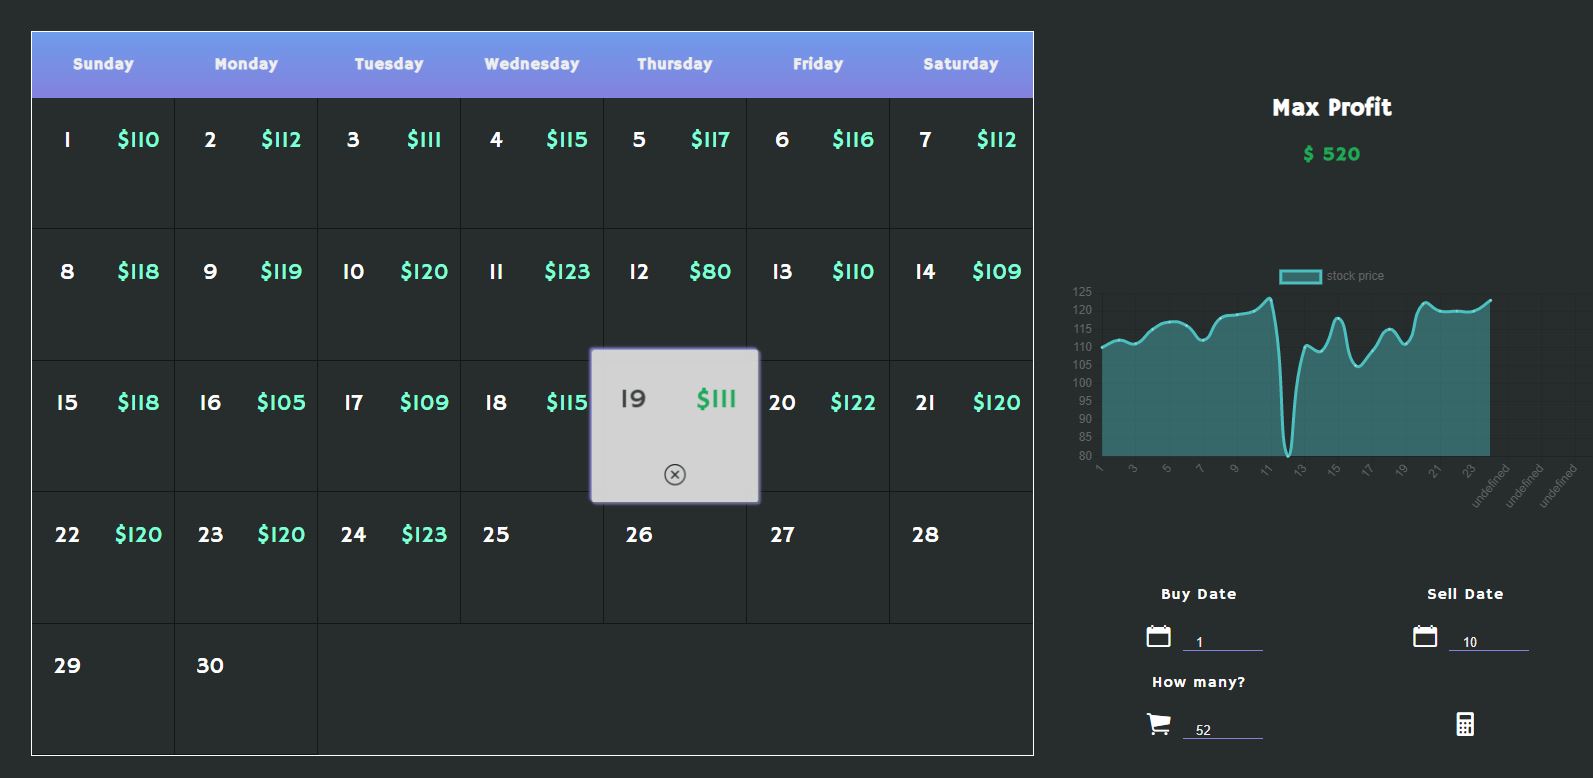 Sunday Monday Tuesday Wednesday Thursday Friday Saturday
1 $110 2 $112 3 $111 4 $115 5 $117 6 $116 7 $112
8 $118 9 $119 10 $120 11 $123 12 $80 13 $110 14 $109
15 $118 16 $105 17 $109 18 $115 19 $111 20 $122 21 $120
22 $120 23 $120 24 $123 25 26 27 28
29 30
Max Profit
$ 520
stock price
125
120
115
110
105
100
95
90
85
80
1 3 5 7 9 11 13 15 17 19 21 23 undefined undefined undefined
Buy Date Sell Date
1 10
How many?
52